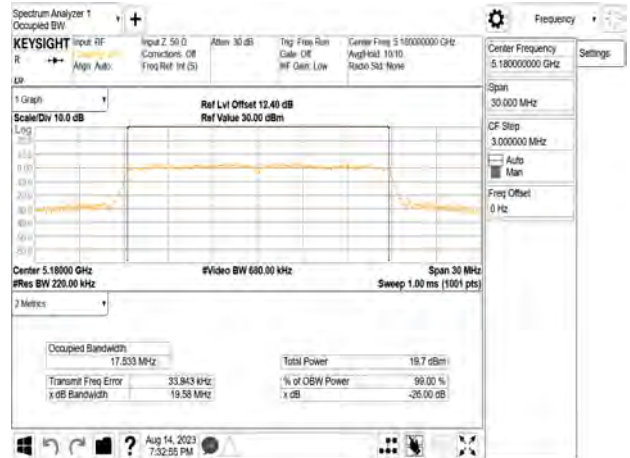 Spectrum Analyzer 1
Occupied BW
+
Frequency
KEYSIGHT
R
Input: RF
Align: Auto
Input Z: 50 Ω
Corrections: Off
Freq Ref: Int (S)
Atten: 30 dB
Trig: Free Run
Gate: Off
#IF Gain: Low
Center Freq: 5.180000000 GHz
Avg|Hold: 10/10
Radio Std: None
Center Frequency
5.180000000 GHz
Settings
Span
30.000 MHz
CF Step
3.000000 MHz
Auto
Man
Freq Offset
0 Hz
1 Graph
Scale/Div 10.0 dB
Ref Lvl Offset 12.40 dB
Ref Value 30.00 dBm
Log
Center 5.18000 GHz
#Res BW 220.00 kHz
#Video BW 680.00 kHz
Span 30 MHz
Sweep 1.00 ms (1001 pts)
2 Metrics
Occupied Bandwidth
17.533 MHz
Total Power
19.7 dBm
Transmit Freq Error
33.943 kHz
% of OBW Power
99.00 %
x dB Bandwidth
19.58 MHz
x dB
-26.00 dB
?
Aug 14, 2023
7:32:55 PM